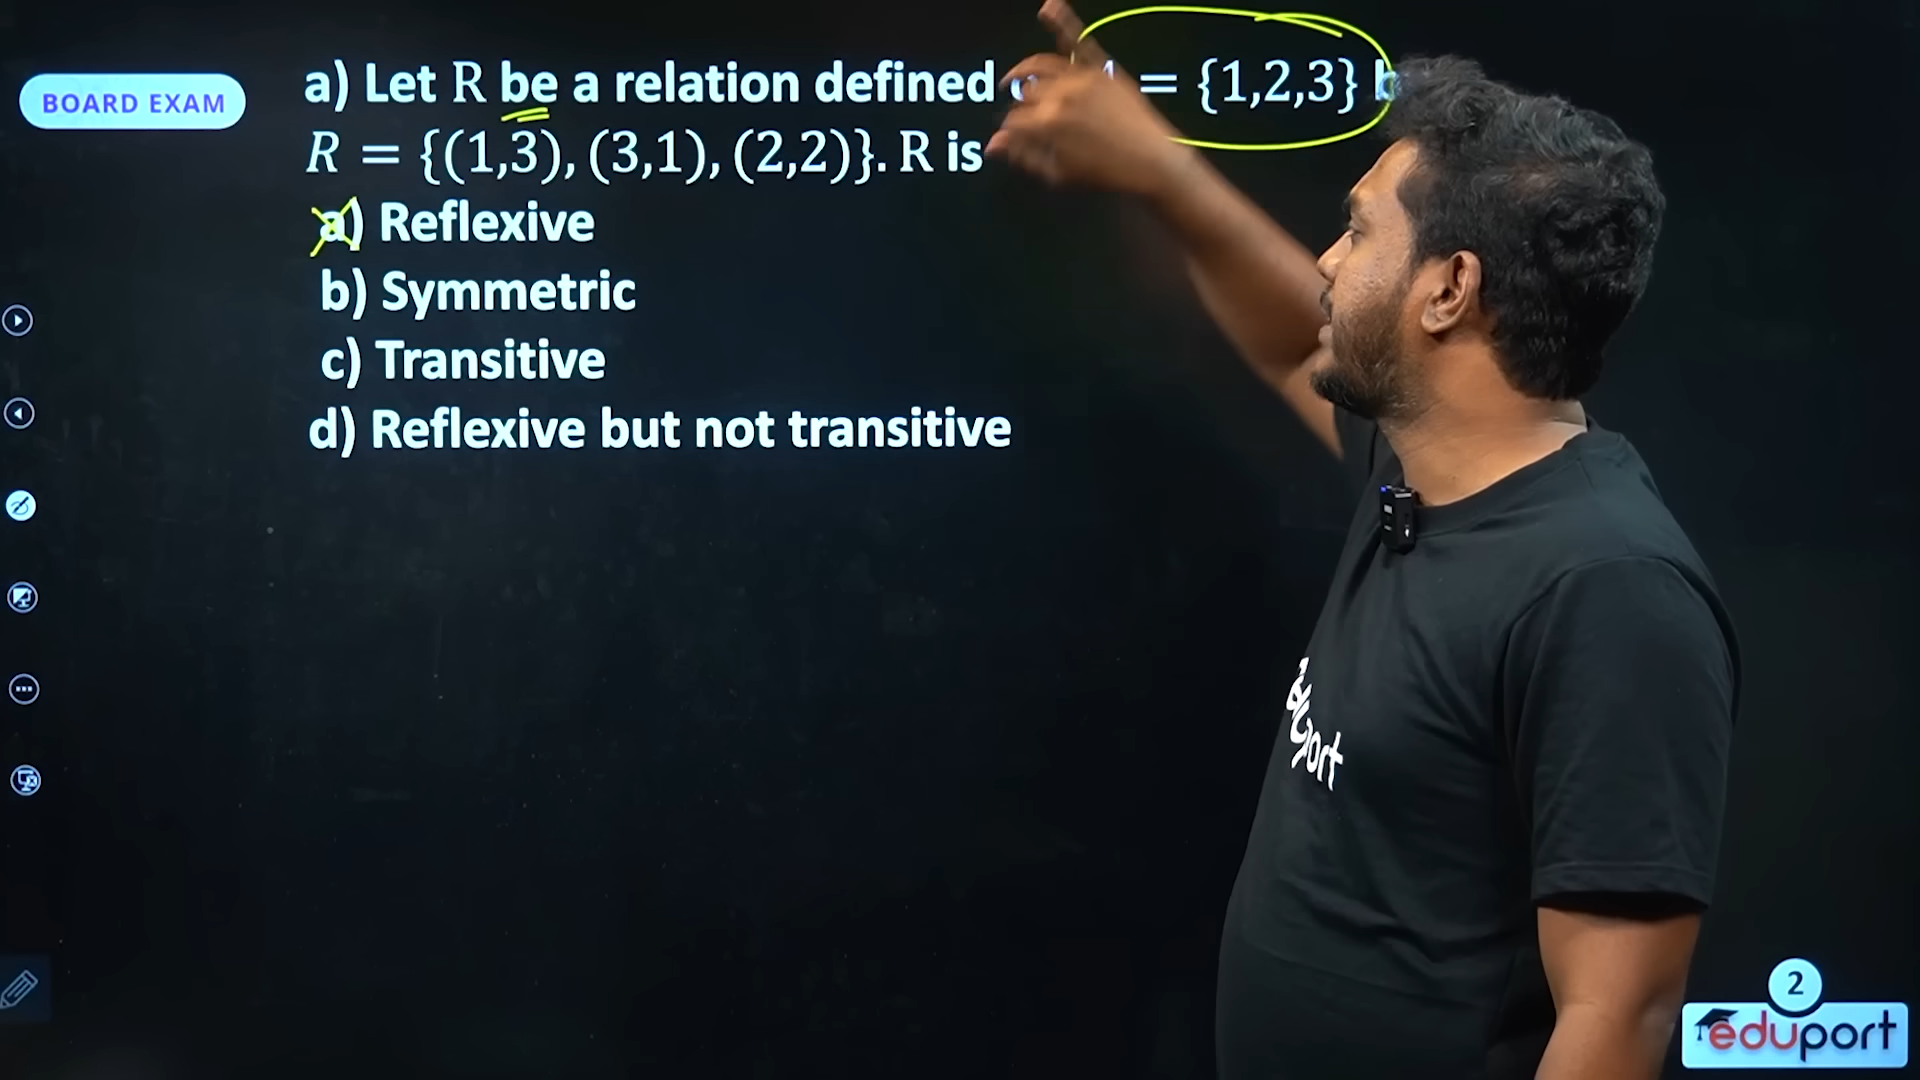 BOARD EXAM
a) Let R be a relation defined = {1,2,3}
R = {(1,3), (3,1), (2,2)}. R is
a) Reflexive
b) Symmetric
c) Transitive
d) Reflexive but not transitive
eduport
2
eduport